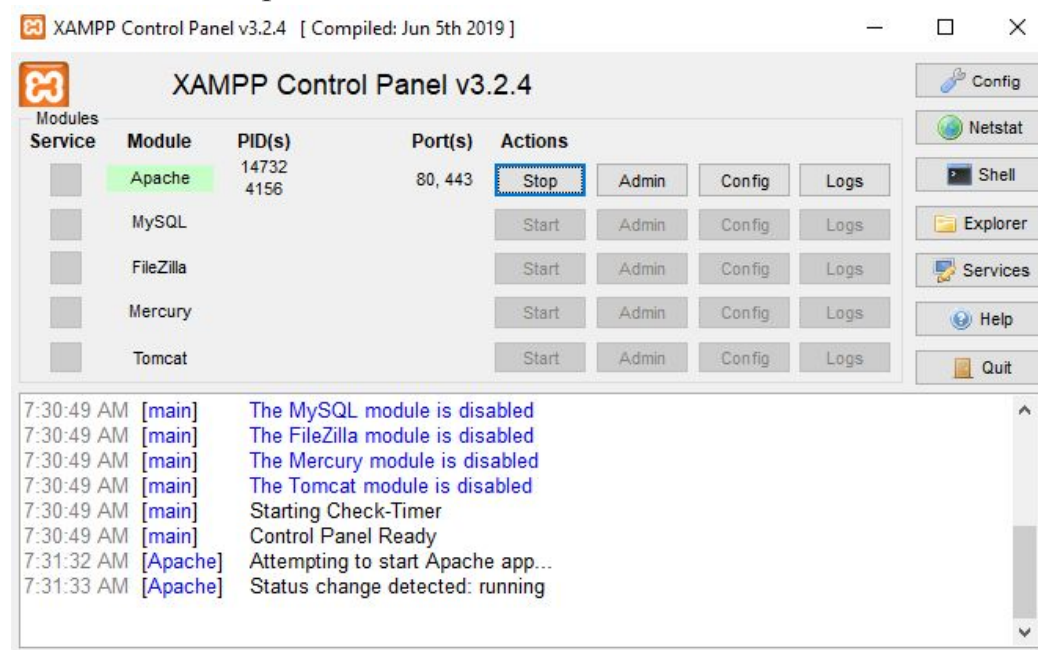 XAMPP Control Panel v3.2.4 [ Compiled: Jun 5th 2019 ]
XAMPP Control Panel v3.2.4
Config
Modules
Netstat
Service Module PID(s) Port(s) Actions
Apache 14732 4156 80, 443 Stop Admin Config Logs
Shell
MySQL Start Admin Config Logs
Explorer
FileZilla Start Admin Config Logs
Services
Mercury Start Admin Config Logs
Help
Tomcat Start Admin Config Logs
Quit
7:30:49 AM [main] The MySQL module is disabled
7:30:49 AM [main] The FileZilla module is disabled
7:30:49 AM [main] The Mercury module is disabled
7:30:49 AM [main] The Tomcat module is disabled
7:30:49 AM [main] Starting Check-Timer
7:30:49 AM [main] Control Panel Ready
7:31:32 AM [Apache] Attempting to start Apache app...
7:31:33 AM [Apache] Status change detected: running